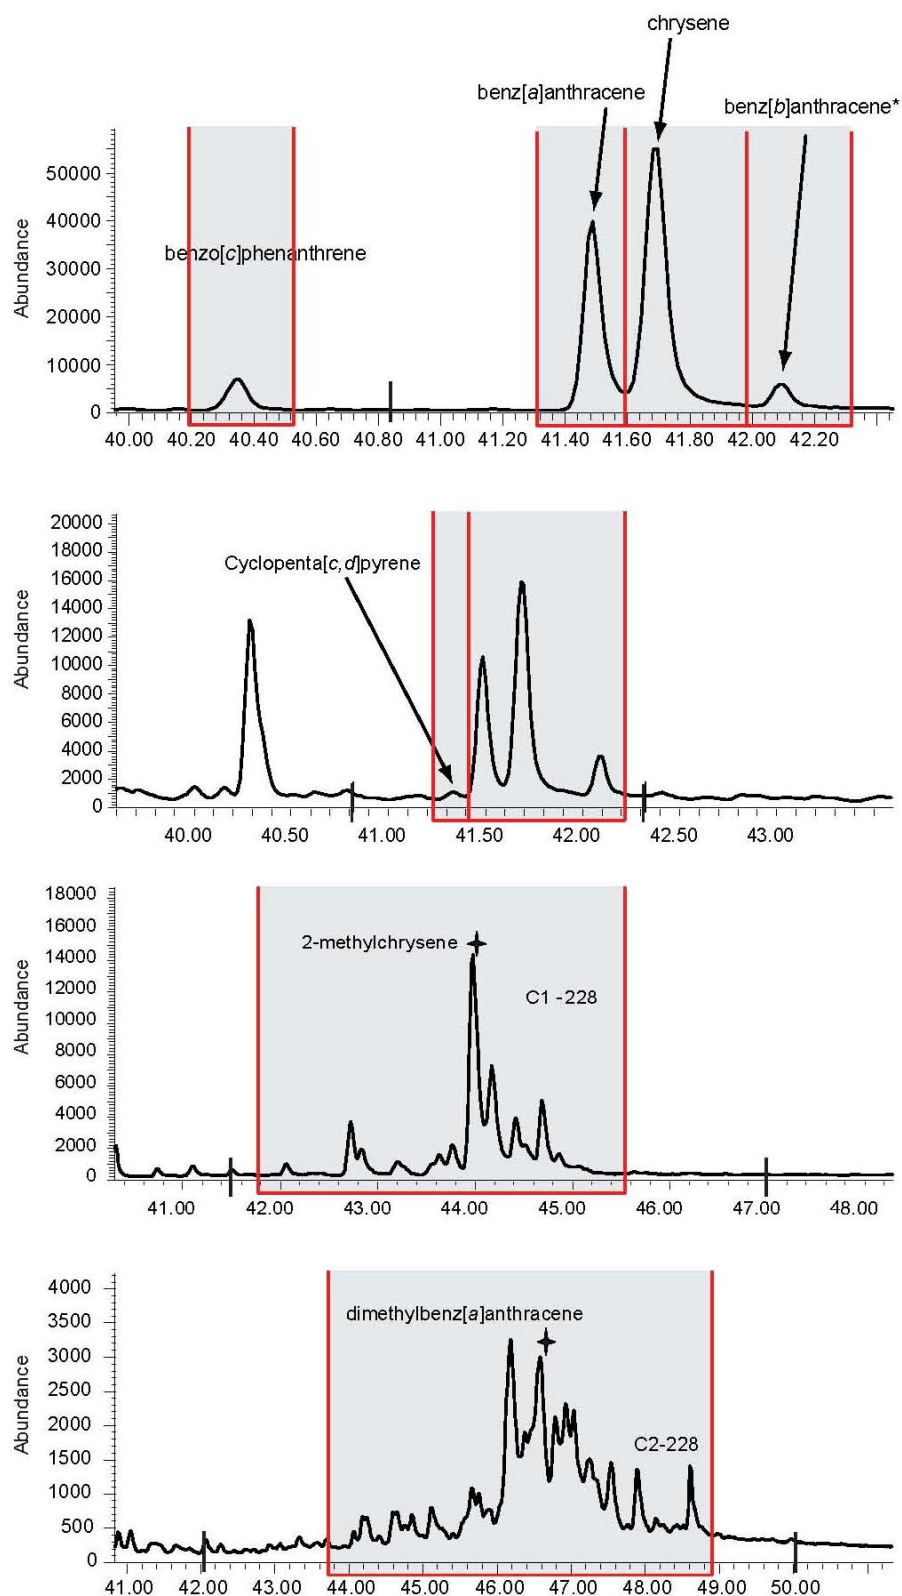 chrysene
benz[a]anthracene
benz[b]anthracene*
benzo[c]phenanthrene
Abundance
50000
40000
30000
20000
10000
0
40.00 40.20 40.40 40.60 40.80 41.00 41.20 41.40 41.60 41.80 42.00 42.20
Cyclopenta[c,d]pyrene
Abundance
20000
18000
16000
14000
12000
10000
8000
6000
4000
2000
0
40.00 40.50 41.00 41.50 42.00 42.50 43.00
2-methylchrysene
C1 -228
Abundance
18000
16000
14000
12000
10000
8000
6000
4000
2000
0
41.00 42.00 43.00 44.00 45.00 46.00 47.00 48.00
dimethylbenz[a]anthracene
C2-228
Abundance
4000
3500
3000
2500
2000
1500
1000
500
0
41.00 42.00 43.00 44.00 45.00 46.00 47.00 48.00 49.00 50.00